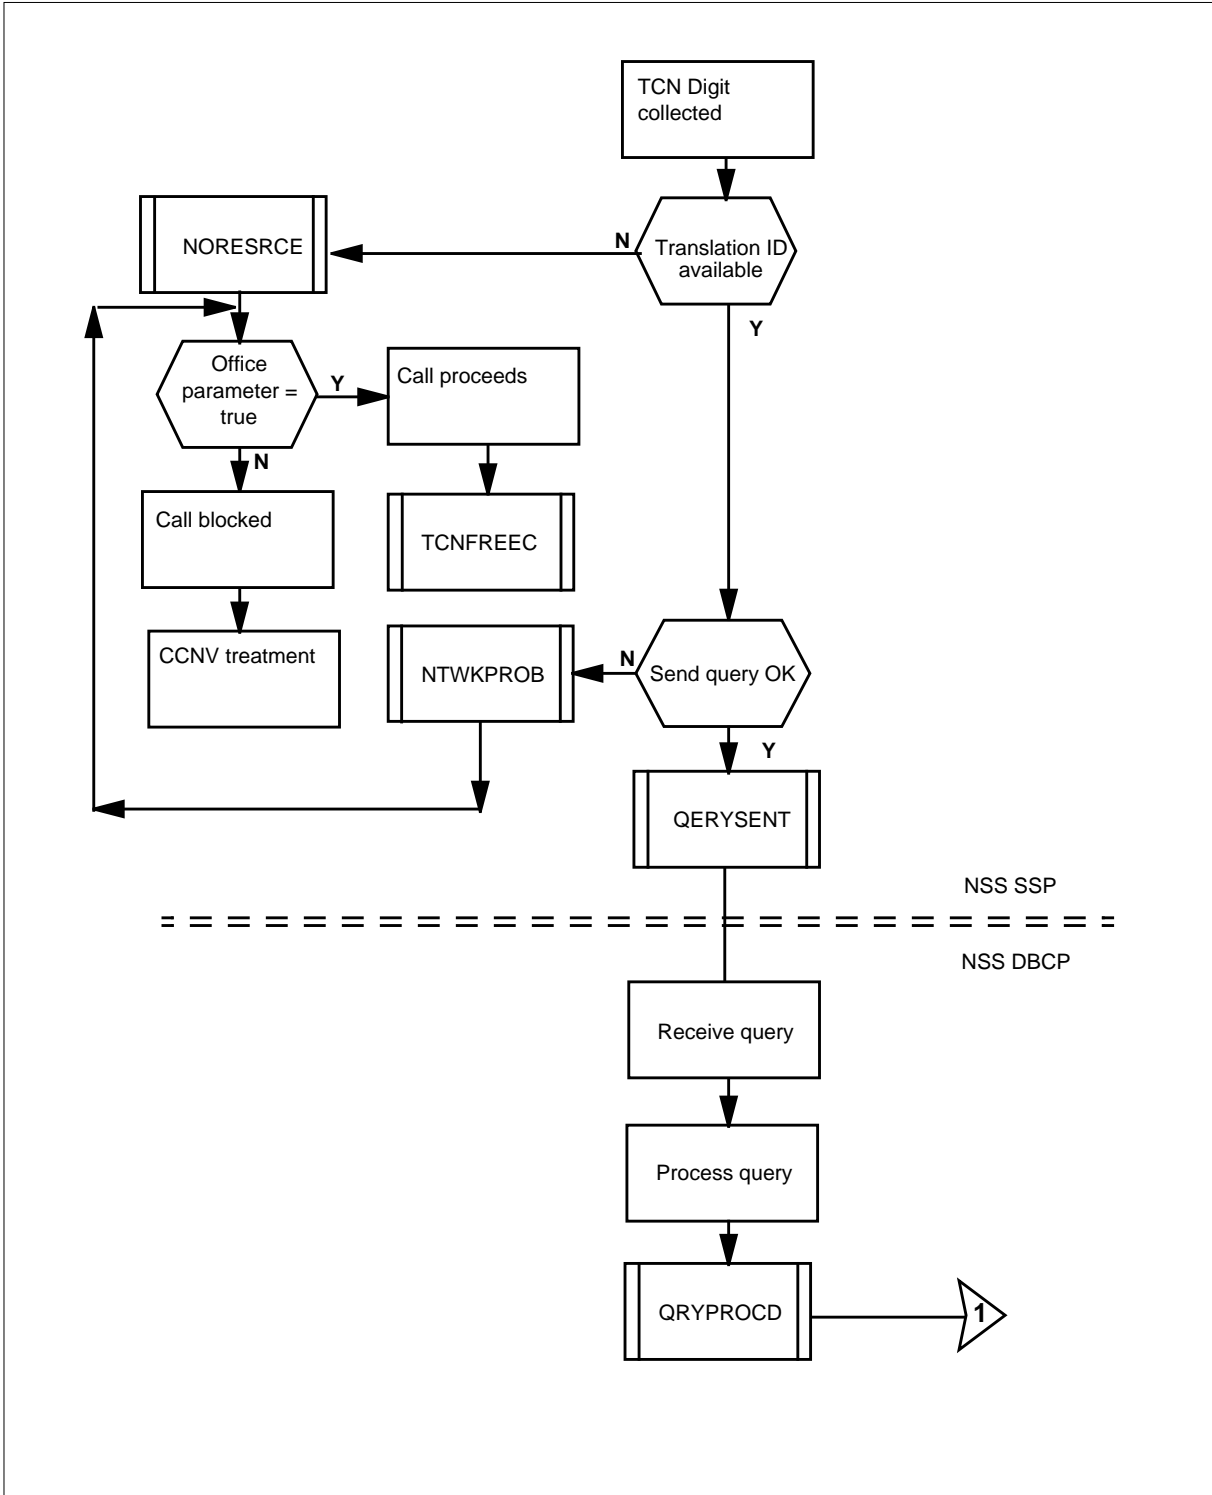 TCN Digit
collected
NORESRCE
N
Translation ID
available
Y
Office
parameter =
true
Y
Call proceeds
N
Call blocked
TCNFREEC
CCNV treatment
NTWKPROB
N
Send query OK
Y
QERYSENT
NSS SSP
NSS DBCP
Receive query
Process query
QRYPROCD
1